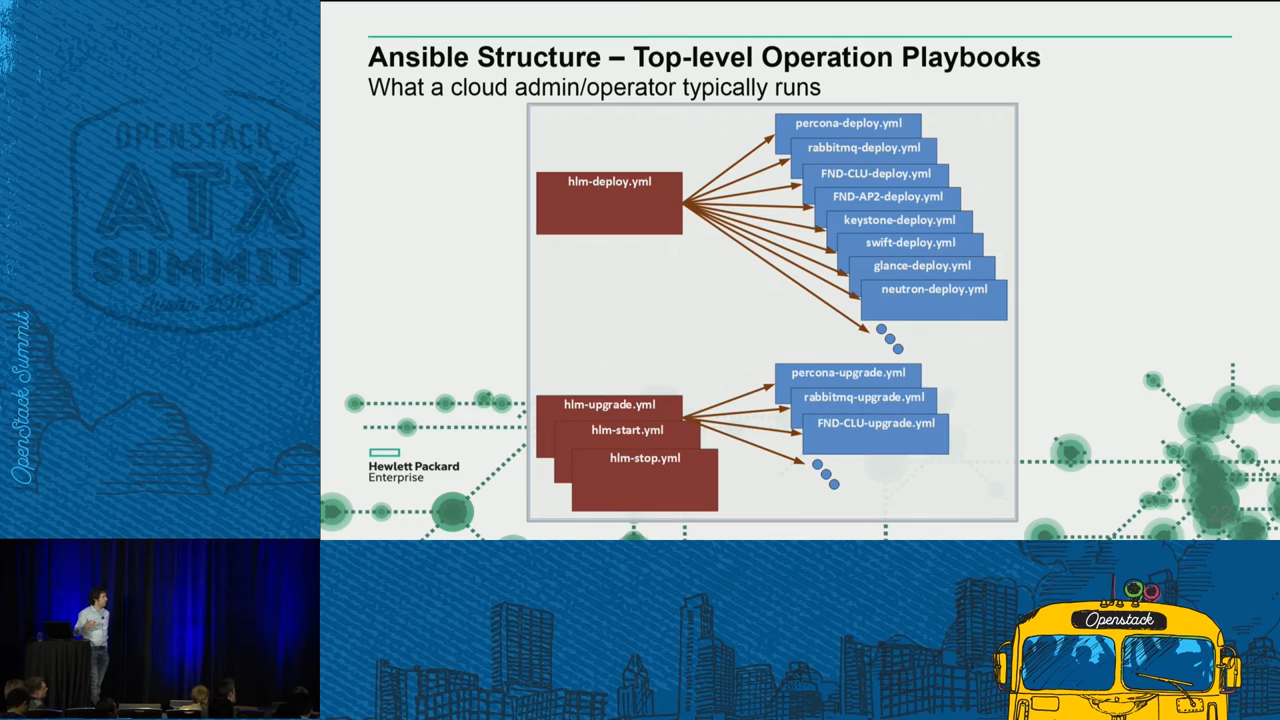 Ansible Structure – Top-level Operation Playbooks
What a cloud admin/operator typically runs
percona-deploy.yml
rabbitmq-deploy.yml
FND-CLU-deploy.yml
FND-AP2-deploy.yml
keystone-deploy.yml
swift-deploy.yml
glance-deploy.yml
neutron-deploy.yml
hlm-deploy.yml
percona-upgrade.yml
rabbitmq-upgrade.yml
FND-CLU-upgrade.yml
hlm-upgrade.yml
hlm-start.yml
hlm-stop.yml
Hewlett Packard
Enterprise
22
OPENSTACK
ATX
SUMMIT
OpenStack Summit
Openstack